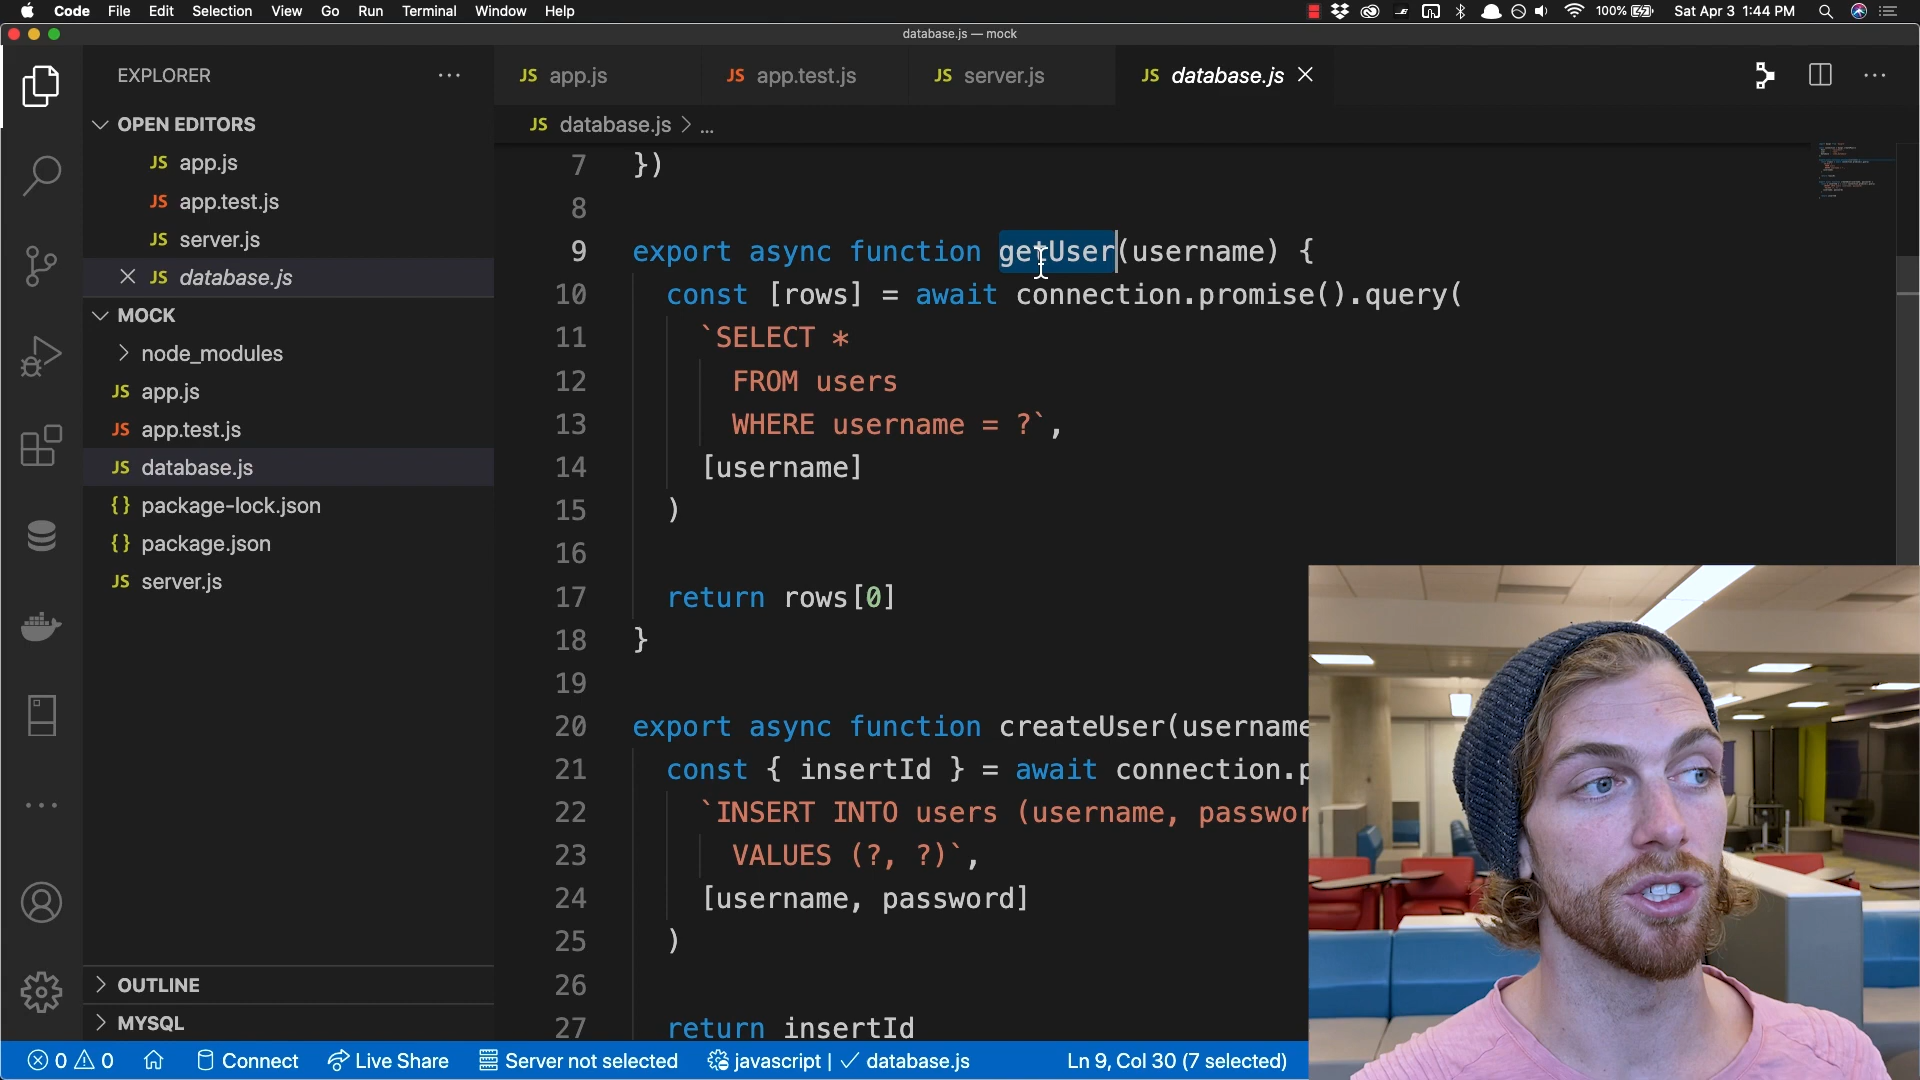 Code File Edit Selection View Go Run Terminal Window Help 100% Sat Apr 3 1:44 PM
database.js — mock
EXPLORER ...
OPEN EDITORS
JS app.js
JS app.test.js
JS server.js
JS database.js
MOCK
node_modules
JS app.js
JS app.test.js
JS database.js
{} package-lock.json
{} package.json
JS server.js
OUTLINE
MYSQL
JS app.js JS app.test.js JS server.js JS database.js
JS database.js > ...
7 })
8
9 export async function getUser(username) {
10 const [rows] = await connection.promise().query(
11 `SELECT *
12 FROM users
13 WHERE username = ?`,
14 [username]
15 )
16
17 return rows[0]
18 }
19
20 export async function createUser(username
21 const { insertId } = await connection.p
22 `INSERT INTO users (username, passwor
23 VALUES (?, ?)`,
24 [username, password]
25 )
26
27 return insertId
0 0 Connect Live Share Server not selected javascript | ✓ database.js Ln 9, Col 30 (7 selected)